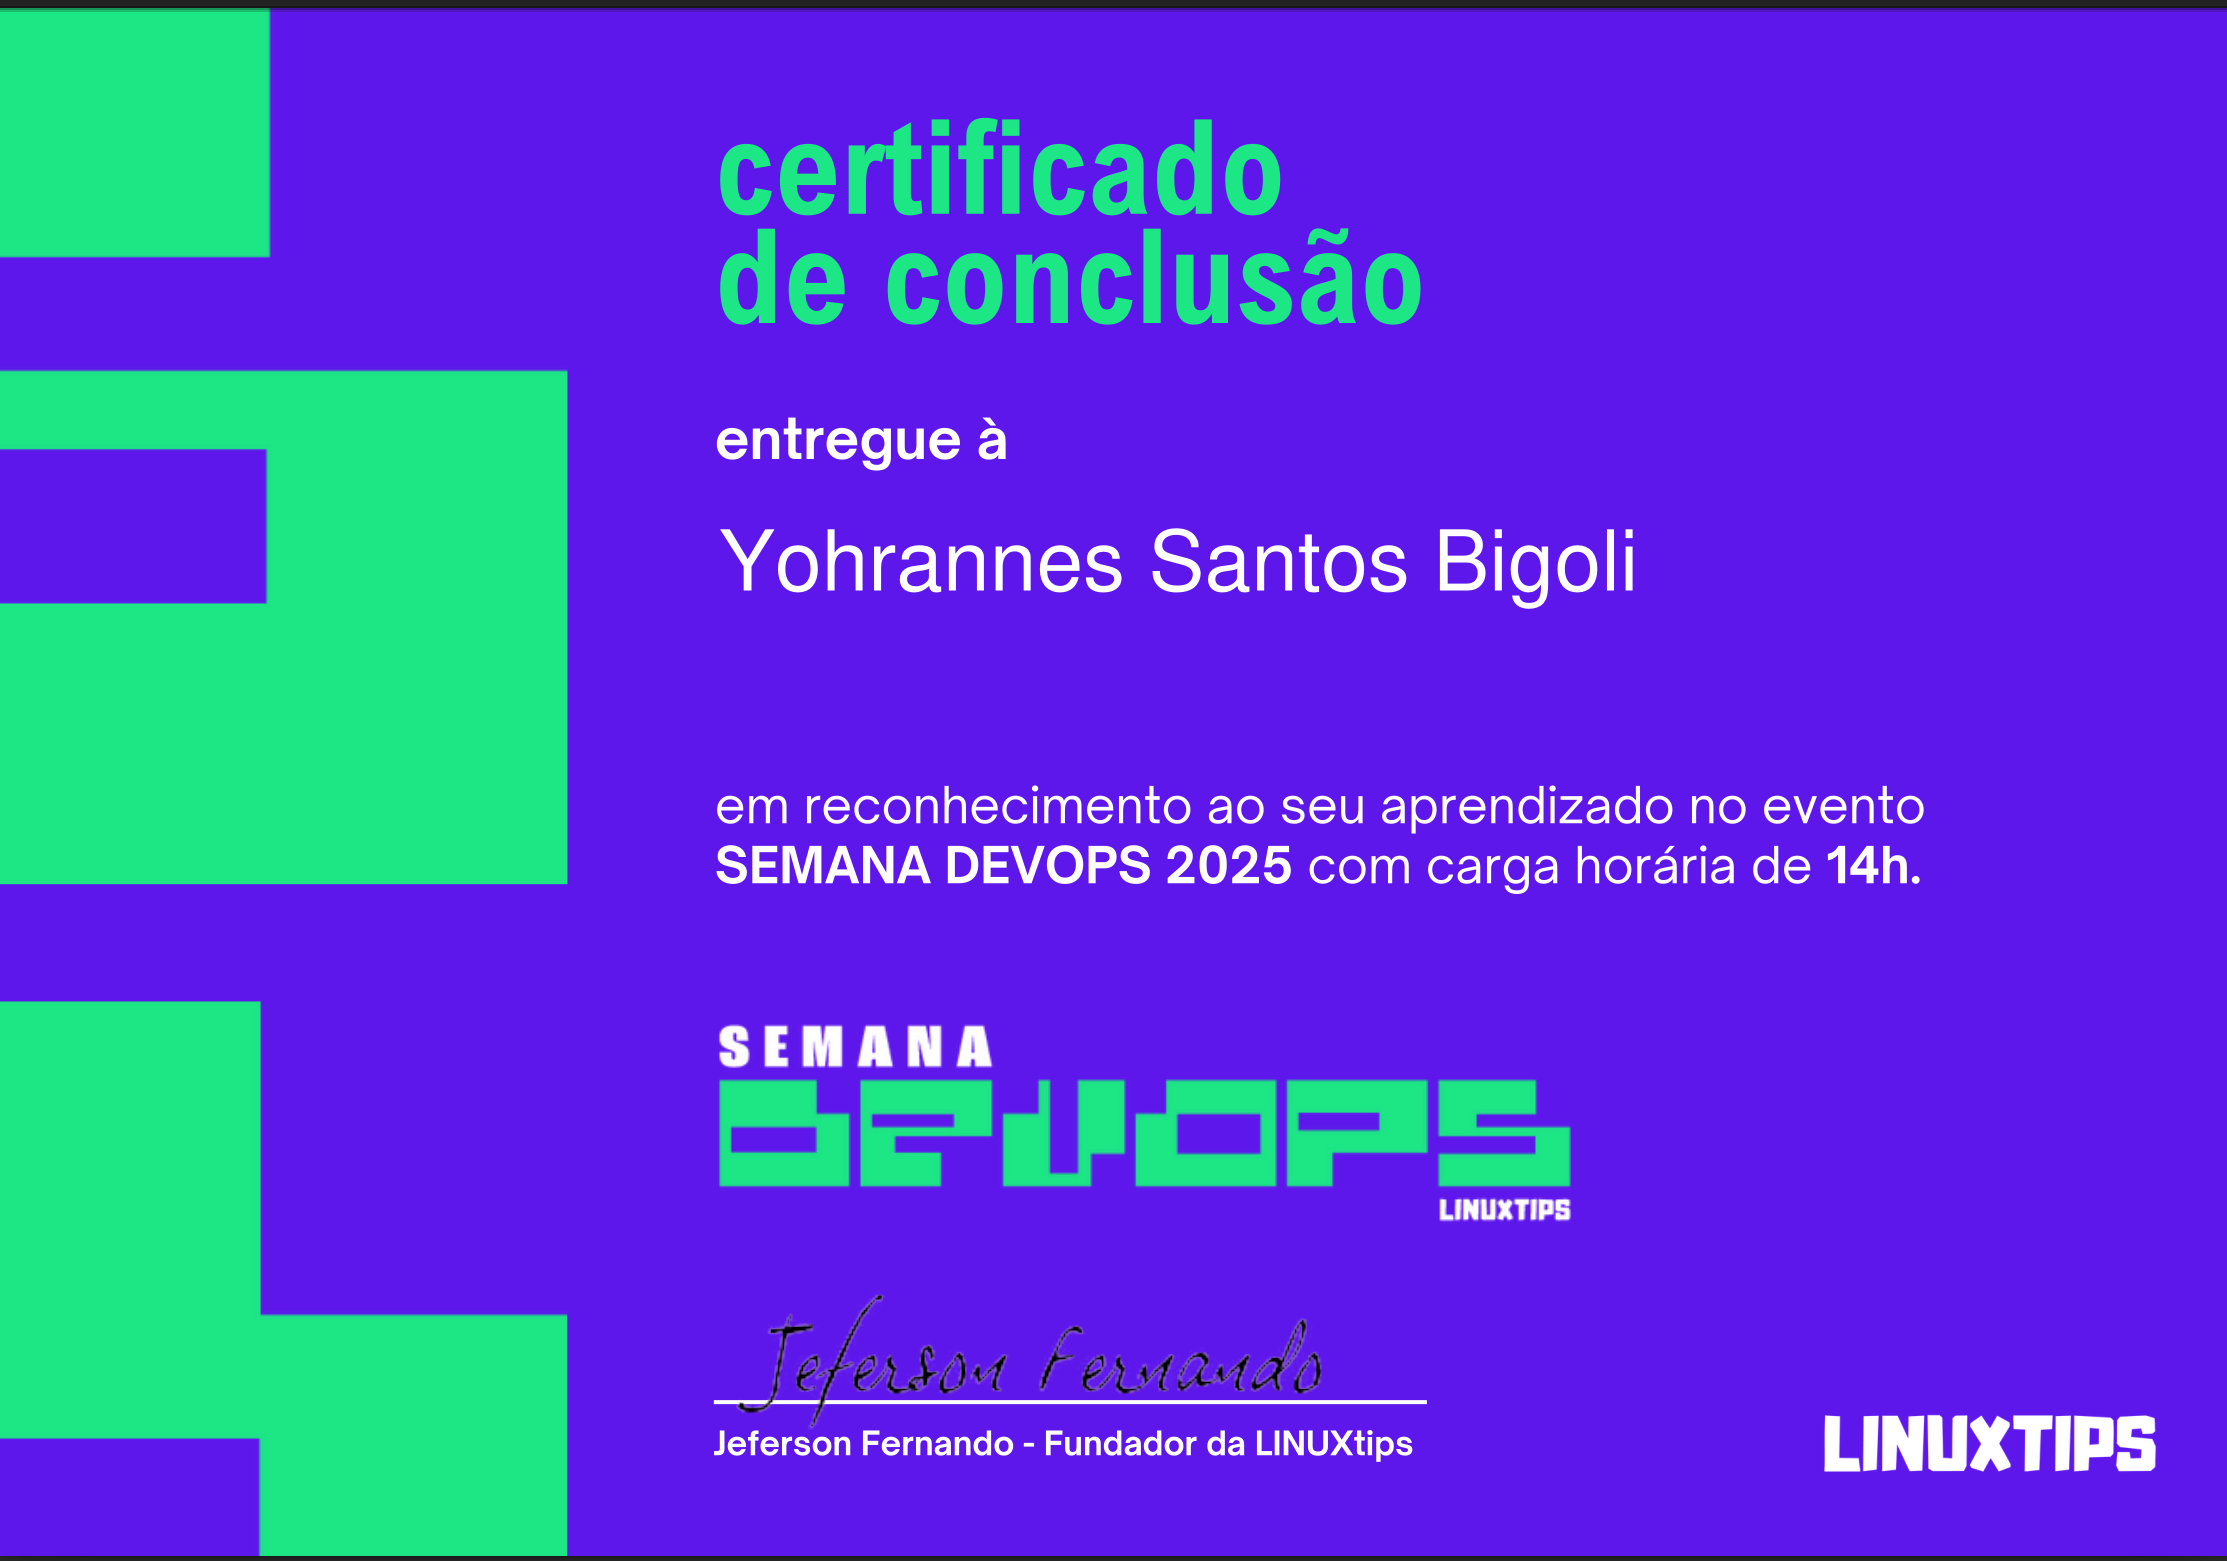 certificado
de conclusão
entregue à
Yohrannes Santos Bigoli
em reconhecimento ao seu aprendizado no evento
SEMANA DEVOPS 2025 com carga horária de 14h.
SEMANA
DEVOPS
LINUXTIPS
Jeferson Fernando
Jeferson Fernando - Fundador da LINUXtips
LINUXTIPS